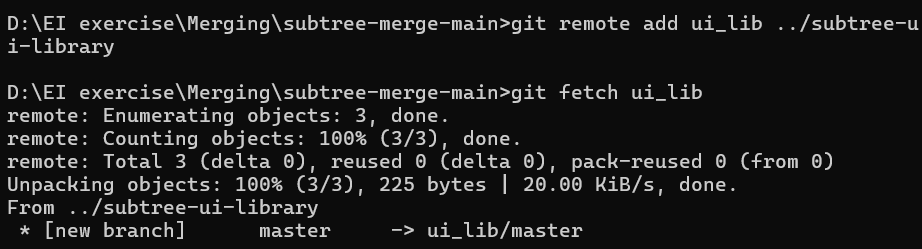 D:\EI exercise\Merging\subtree-merge-main>git remote add ui_lib ../subtree-u
i-library
D:\EI exercise\Merging\subtree-merge-main>git fetch ui_lib
remote: Enumerating objects: 3, done.
remote: Counting objects: 100% (3/3), done.
remote: Total 3 (delta 0), reused 0 (delta 0), pack-reused 0 (from 0)
Unpacking objects: 100% (3/3), 225 bytes | 20.00 KiB/s, done.
From ../subtree-ui-library
 * [new branch]      master     -> ui_lib/master